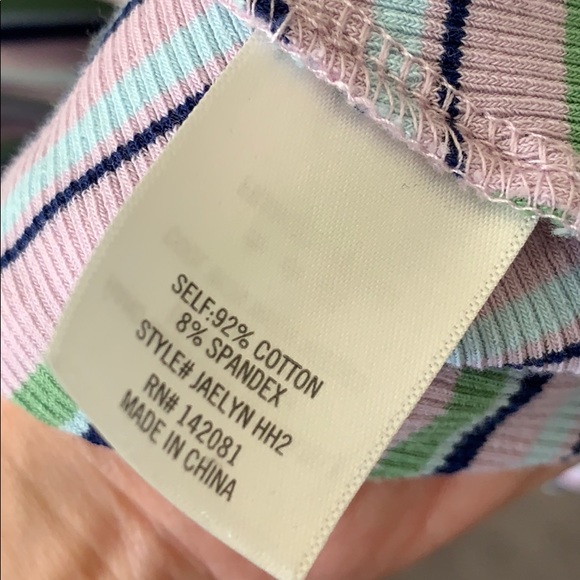 SELF:92% COTTON
8% SPANDEX
STYLE# JAELYN HH2
RN# 142081
MADE IN CHINA